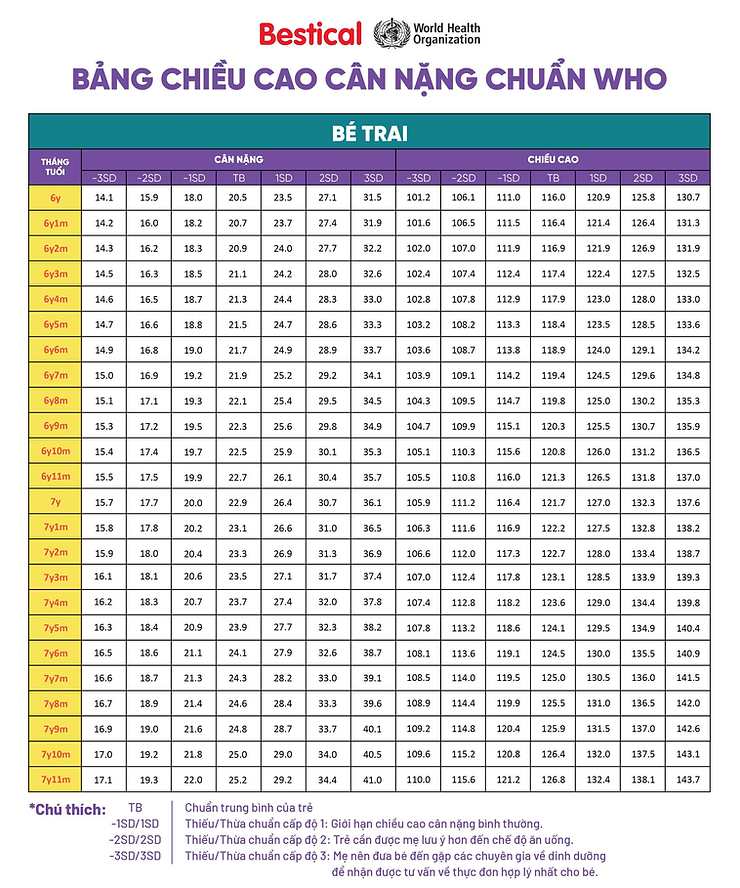 Bestical World Health
Organization
BẢNG CHIỀU CAO CÂN NẶNG CHUẨN WHO
BÉ TRAI
THÁNG TUỔI CÂN NẶNG CHIỀU CAO
-3SD -2SD -1SD TB 1SD 2SD 3SD -3SD -2SD -1SD TB 1SD 2SD 3SD
6y 14.1 15.9 18.0 20.5 23.5 27.1 31.5 101.2 106.1 111.0 116.0 120.9 125.8 130.7
6y1m 14.2 16.0 18.2 20.7 23.7 27.4 31.9 101.6 106.5 111.5 116.4 121.4 126.4 131.3
6y2m 14.3 16.2 18.3 20.9 24.0 27.7 32.2 102.0 107.0 111.9 116.9 121.9 126.9 131.9
6y3m 14.5 16.3 18.5 21.1 24.2 28.0 32.6 102.4 107.4 112.4 117.4 122.4 127.5 132.5
6y4m 14.6 16.5 18.7 21.3 24.4 28.3 33.0 102.8 107.8 112.9 117.9 123.0 128.0 133.0
6y5m 14.7 16.6 18.8 21.5 24.7 28.6 33.3 103.2 108.2 113.3 118.4 123.5 128.5 133.6
6y6m 14.9 16.8 19.0 21.7 24.9 28.9 33.7 103.6 108.7 113.8 118.9 124.0 129.1 134.2
6y7m 15.0 16.9 19.2 21.9 25.2 29.2 34.1 103.9 109.1 114.2 119.4 124.5 129.6 134.8
6y8m 15.1 17.1 19.3 22.1 25.4 29.5 34.5 104.3 109.5 114.7 119.8 125.0 130.2 135.3
6y9m 15.3 17.2 19.5 22.3 25.6 29.8 34.9 104.7 109.9 115.1 120.3 125.5 130.7 135.9
6y10m 15.4 17.4 19.7 22.5 25.9 30.1 35.3 105.1 110.3 115.6 120.8 126.0 131.2 136.5
6y11m 15.5 17.5 19.9 22.7 26.1 30.4 35.7 105.5 110.8 116.0 121.3 126.5 131.8 137.0
7y 15.7 17.7 20.0 22.9 26.4 30.7 36.1 105.9 111.2 116.4 121.7 127.0 132.3 137.6
7y1m 15.8 17.8 20.2 23.1 26.6 31.0 36.5 106.3 111.6 116.9 122.2 127.5 132.8 138.2
7y2m 15.9 18.0 20.4 23.3 26.9 31.3 36.9 106.6 112.0 117.3 122.7 128.0 133.4 138.7
7y3m 16.1 18.1 20.6 23.5 27.1 31.7 37.4 107.0 112.4 117.8 123.1 128.5 133.9 139.3
7y4m 16.2 18.3 20.7 23.7 27.4 32.0 37.8 107.4 112.8 118.2 123.6 129.0 134.4 139.8
7y5m 16.3 18.4 20.9 23.9 27.7 32.3 38.2 107.8 113.2 118.6 124.1 129.5 134.9 140.4
7y6m 16.5 18.6 21.1 24.1 27.9 32.6 38.7 108.1 113.6 119.1 124.5 130.0 135.5 140.9
7y7m 16.6 18.7 21.3 24.3 28.2 33.0 39.1 108.5 114.0 119.5 125.0 130.5 136.0 141.5
7y8m 16.7 18.9 21.4 24.6 28.4 33.3 39.6 108.9 114.4 119.9 125.5 131.0 136.5 142.0
7y9m 16.9 19.0 21.6 24.8 28.7 33.7 40.1 109.2 114.8 120.4 125.9 131.5 137.0 142.6
7y10m 17.0 19.2 21.8 25.0 29.0 34.0 40.5 109.6 115.2 120.8 126.4 132.0 137.5 143.1
7y11m 17.1 19.3 22.0 25.2 29.2 34.4 41.0 110.0 115.6 121.2 126.8 132.4 138.1 143.7
*Chú thích: TB Chuẩn trung bình của trẻ
-1SD/1SD Thiếu/Thừa chuẩn cấp độ 1: Giới hạn chiều cao cân nặng bình thường.
-2SD/2SD Thiếu/Thừa chuẩn cấp độ 2: Trẻ cần được mẹ lưu ý hơn đến chế độ ăn uống.
-3SD/3SD Thiếu/Thừa chuẩn cấp độ 3: Mẹ nên đưa bé đến gặp các chuyên gia về dinh dưỡng
để nhận được tư vấn về thực đơn hợp lý nhất cho bé.